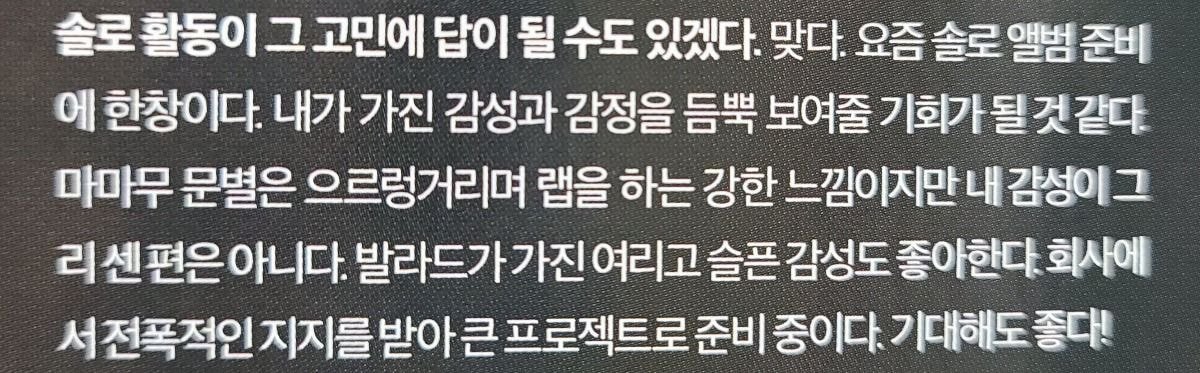 솔로 활동이 그 고민에 답이 될 수도 있겠다. 맞다. 요즘 솔로 앨범 준비
에 한창이다. 내가 가진 감성과 감정을 듬뿍 보여줄 기회가 될 것 같다.
마마무 문별은 으르렁거리며 랩을 하는 강한 느낌이지만 내 감성이 그
리 센 편은 아니다. 발라드가 가진 여리고 슬픈 감성도 좋아한다. 회사에
서 전폭적인 지지를 받아 큰 프로젝트로 준비 중이다. 기대해도 좋다!